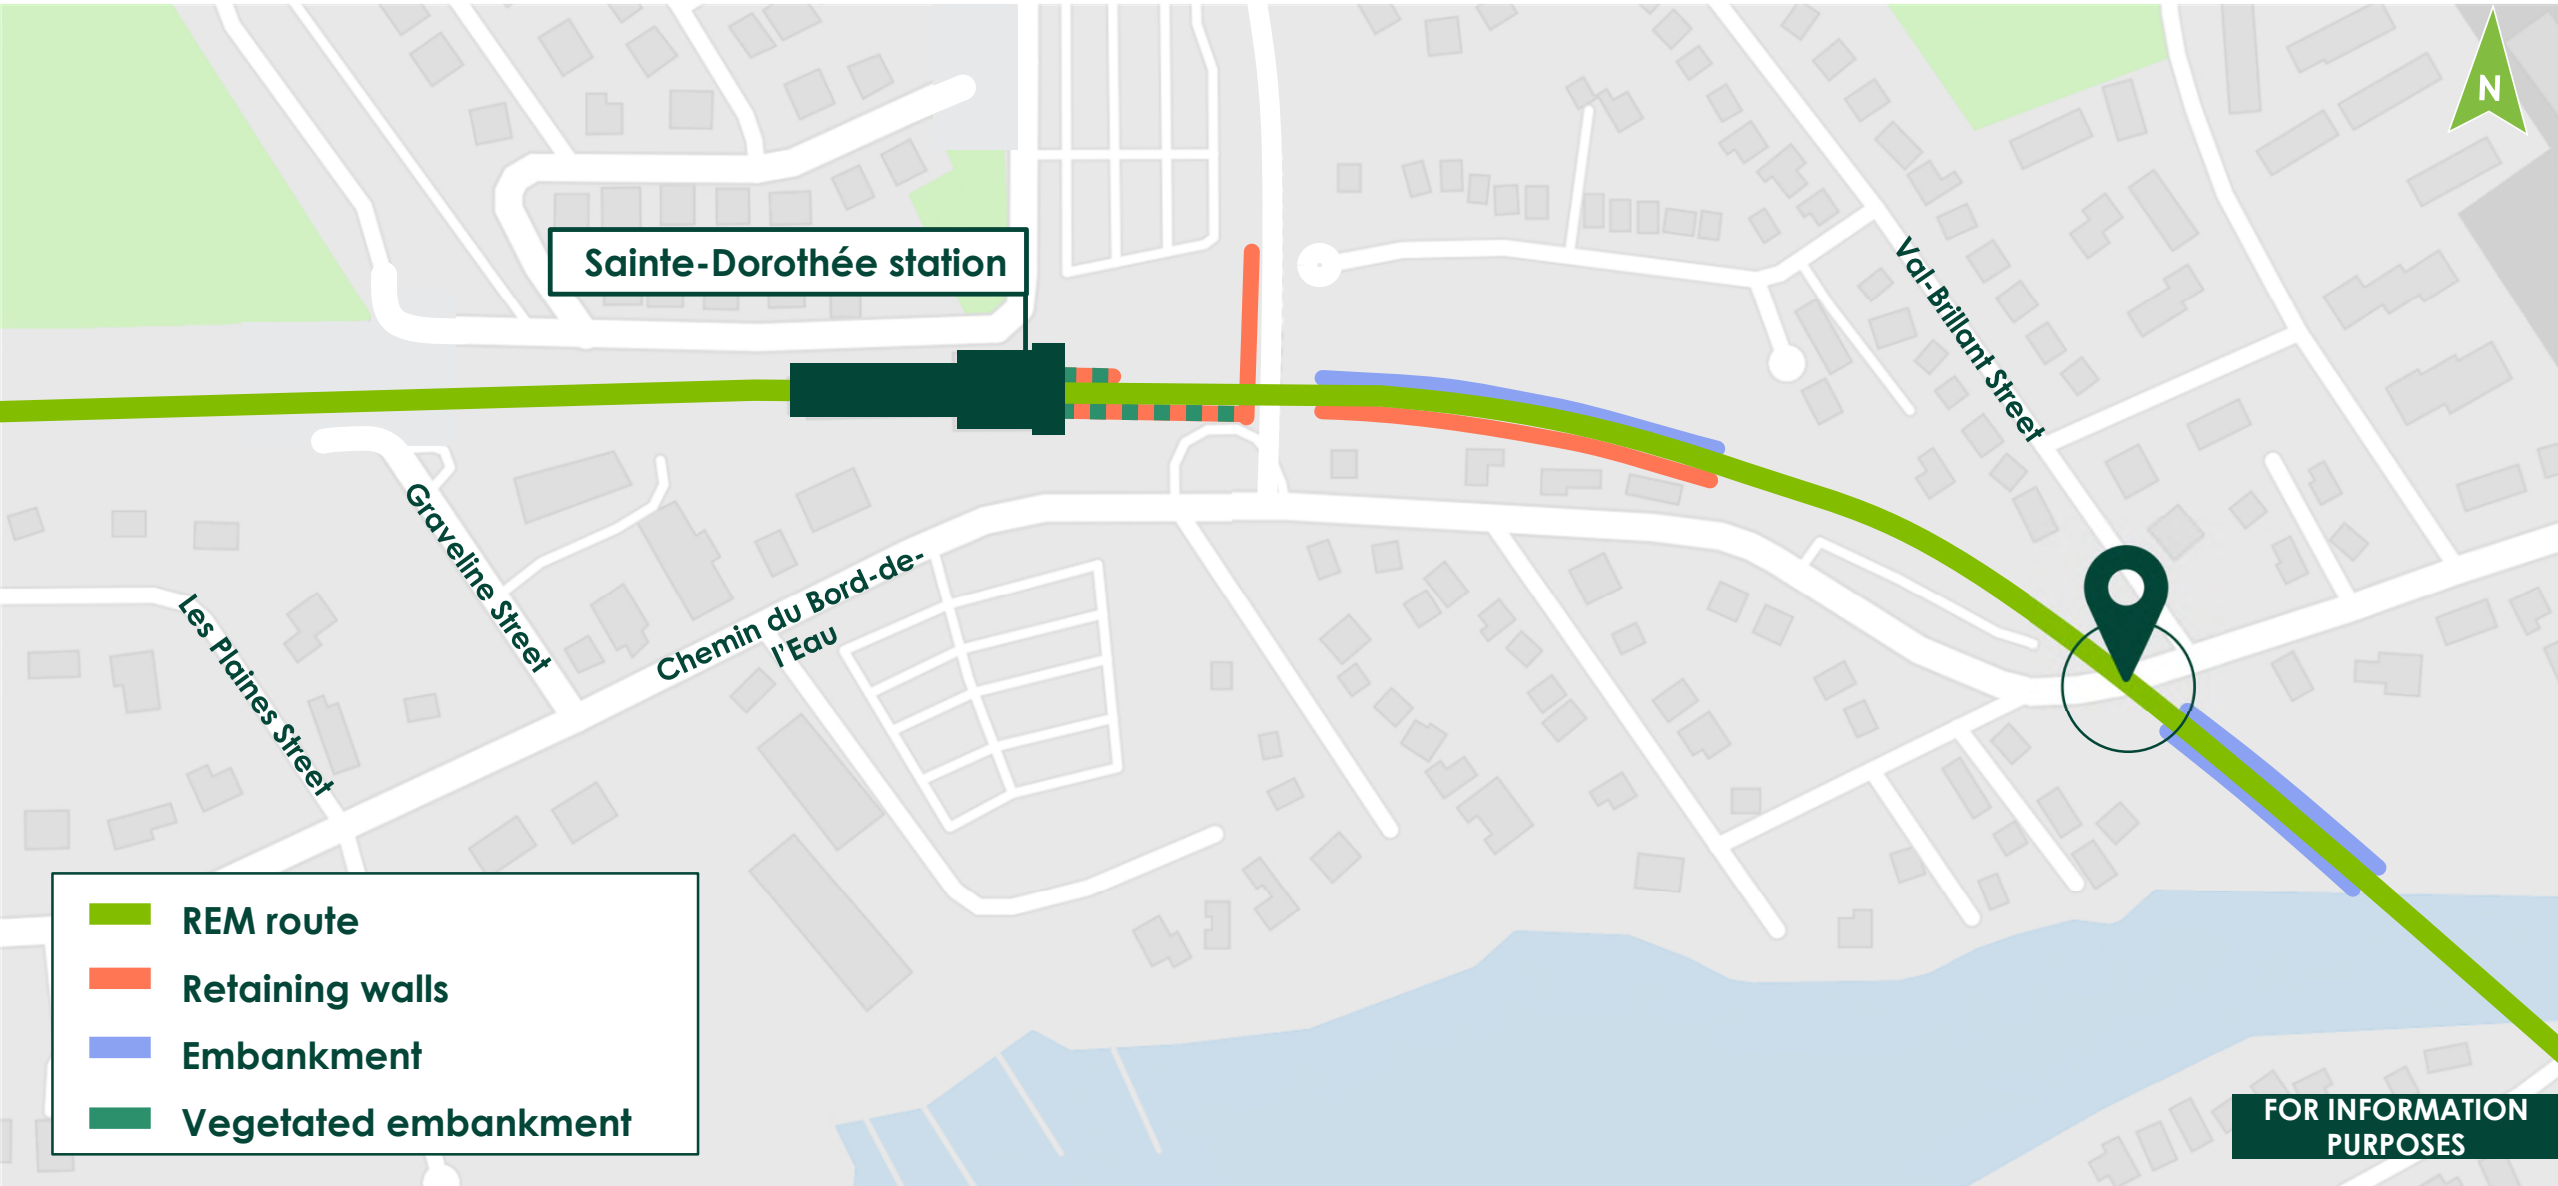 N
Sainte-Dorothée station
Val-Brillant Street
Graveline Street
Chemin du Bord-de-
l'Eau
Les Plaines Street
REM route
Retaining walls
Embankment
Vegetated embankment
FOR INFORMATION
PURPOSES